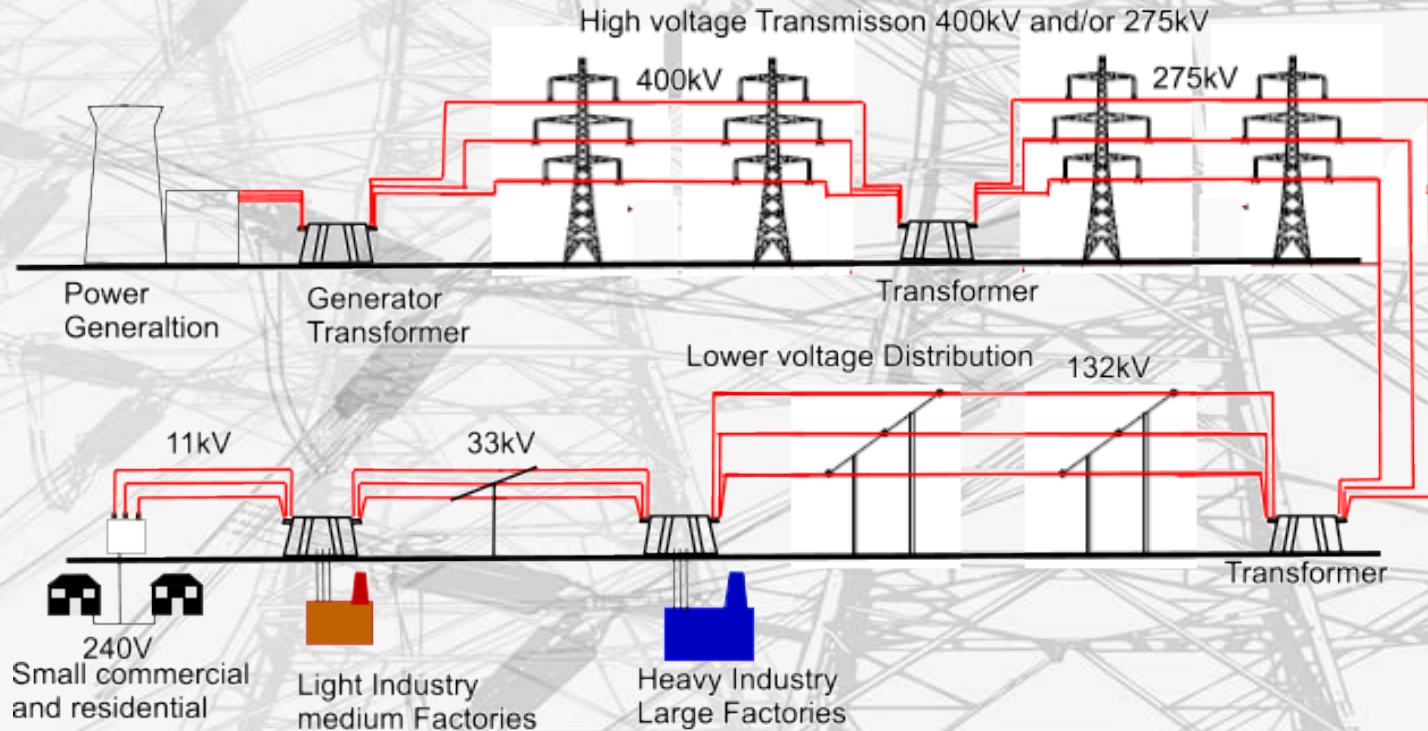 High voltage Transmisson 400kV and/or 275kV
400kV
275kV
Power
Generaltion
Generator
Transformer
Transformer
Lower voltage Distribution
132kV
11kV
33kV
Transformer
240V
Small commercial
and residential
Light Industry
medium Factories
Heavy Industry
Large Factories